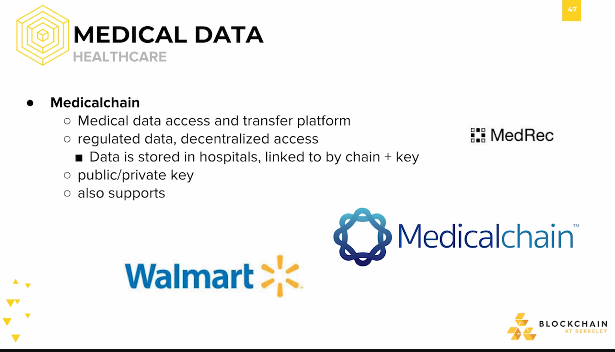 47
MEDICAL DATA
HEALTHCARE
● Medicalchain
○ Medical data access and transfer platform
○ regulated data, decentralized access
■ Data is stored in hospitals, linked to by chain + key
○ public/private key
○ also supports
MedRec
Medicalchain™
Walmart
BLOCKCHAIN
AT BERKELEY